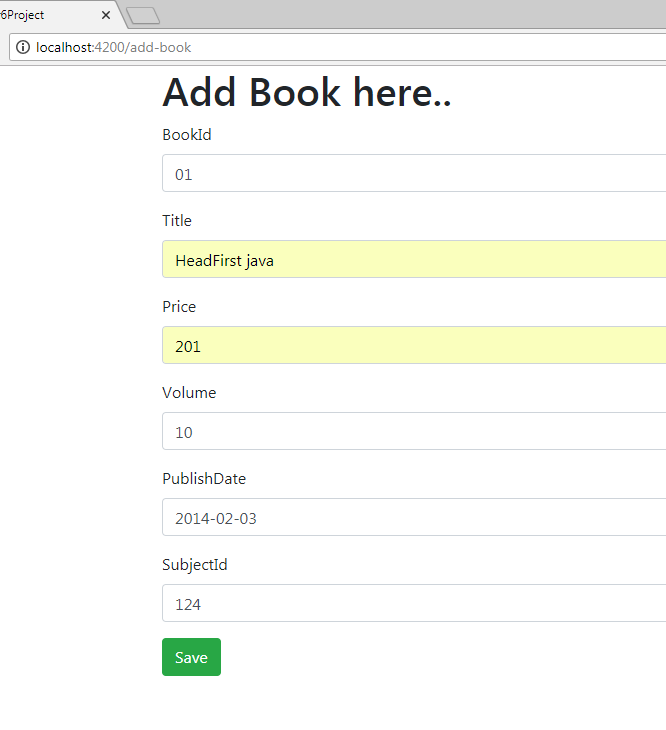 6Project
localhost:4200/add-book
Add Book here..
BookId
01
Title
HeadFirst java
Price
201
Volume
10
PublishDate
2014-02-03
SubjectId
124
Save